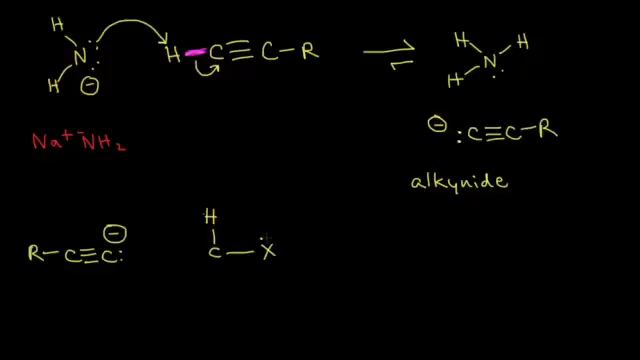 H
N
H
⊖
H — C ≡ C — R
⇌
H
H
N
H
Na⁺ ⁻NH₂
⊖ : C ≡ C — R
alkynide
⊖
R — C ≡ C :
H
C — X